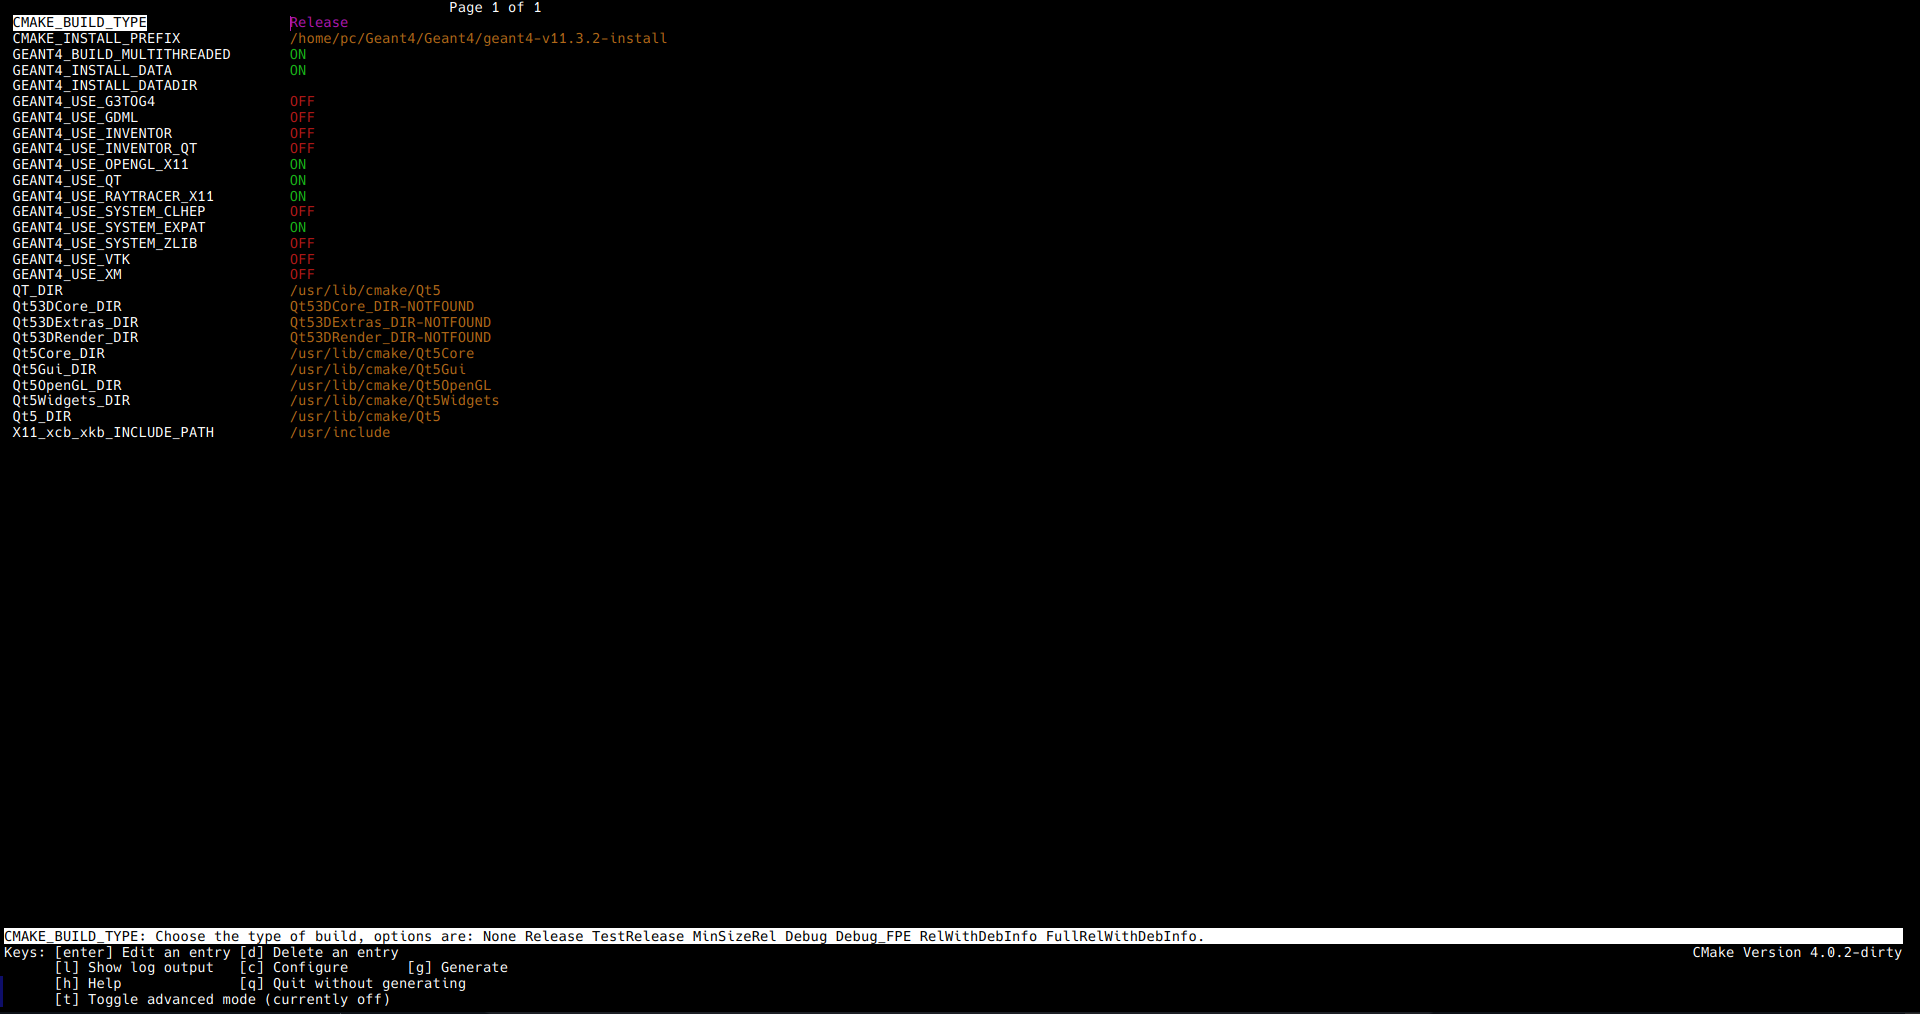 Page 1 of 1
CMAKE_BUILD_TYPE Release
CMAKE_INSTALL_PREFIX /home/pc/Geant4/Geant4/geant4-v11.3.2-install
GEANT4_BUILD_MULTITHREADED ON
GEANT4_INSTALL_DATA ON
GEANT4_INSTALL_DATADIR
GEANT4_USE_G3TOG4 OFF
GEANT4_USE_GDML OFF
GEANT4_USE_INVENTOR OFF
GEANT4_USE_INVENTOR_QT OFF
GEANT4_USE_OPENGL_X11 ON
GEANT4_USE_QT ON
GEANT4_USE_RAYTRACER_X11 ON
GEANT4_USE_SYSTEM_CLHEP OFF
GEANT4_USE_SYSTEM_EXPAT ON
GEANT4_USE_SYSTEM_ZLIB OFF
GEANT4_USE_VTK OFF
GEANT4_USE_XM OFF
QT_DIR /usr/lib/cmake/Qt5
Qt53DCore_DIR Qt53DCore_DIR-NOTFOUND
Qt53DExtras_DIR Qt53DExtras_DIR-NOTFOUND
Qt53DRender_DIR Qt53DRender_DIR-NOTFOUND
Qt5Core_DIR /usr/lib/cmake/Qt5Core
Qt5Gui_DIR /usr/lib/cmake/Qt5Gui
Qt5OpenGL_DIR /usr/lib/cmake/Qt5OpenGL
Qt5Widgets_DIR /usr/lib/cmake/Qt5Widgets
Qt5_DIR /usr/lib/cmake/Qt5
X11_xcb_xkb_INCLUDE_PATH /usr/include
CMAKE_BUILD_TYPE: Choose the type of build, options are: None Release TestRelease MinSizeRel Debug Debug_FPE RelWithDebInfo FullRelWithDebInfo.
Keys: [enter] Edit an entry [d] Delete an entry CMake Version 4.0.2-dirty
[l] Show log output [c] Configure [g] Generate
[h] Help [q] Quit without generating
[t] Toggle advanced mode (currently off)